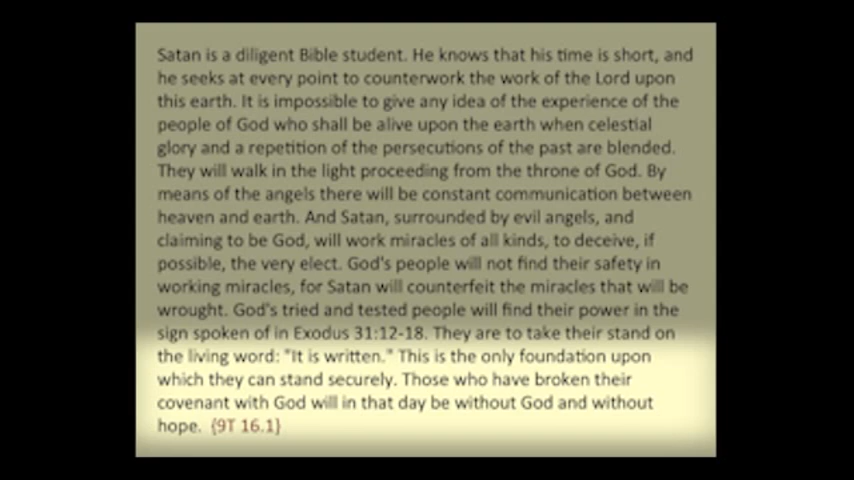 Satan is a diligent Bible student. He knows that his time is short, and
he seeks at every point to counterwork the work of the Lord upon
this earth. It is impossible to give any idea of the experience of the
people of God who shall be alive upon the earth when celestial
glory and a repetition of the persecutions of the past are blended.
They will walk in the light proceeding from the throne of God. By
means of the angels there will be constant communication between
heaven and earth. And Satan, surrounded by evil angels, and
claiming to be God, will work miracles of all kinds, to deceive, if
possible, the very elect. God's people will not find their safety in
working miracles, for Satan will counterfeit the miracles that will be
wrought. God's tried and tested people will find their power in the
sign spoken of in Exodus 31:12-18. They are to take their stand on
the living word: "It is written." This is the only foundation upon
which they can stand securely. Those who have broken their
covenant with God will in that day be without God and without
hope. {9T 16.1}